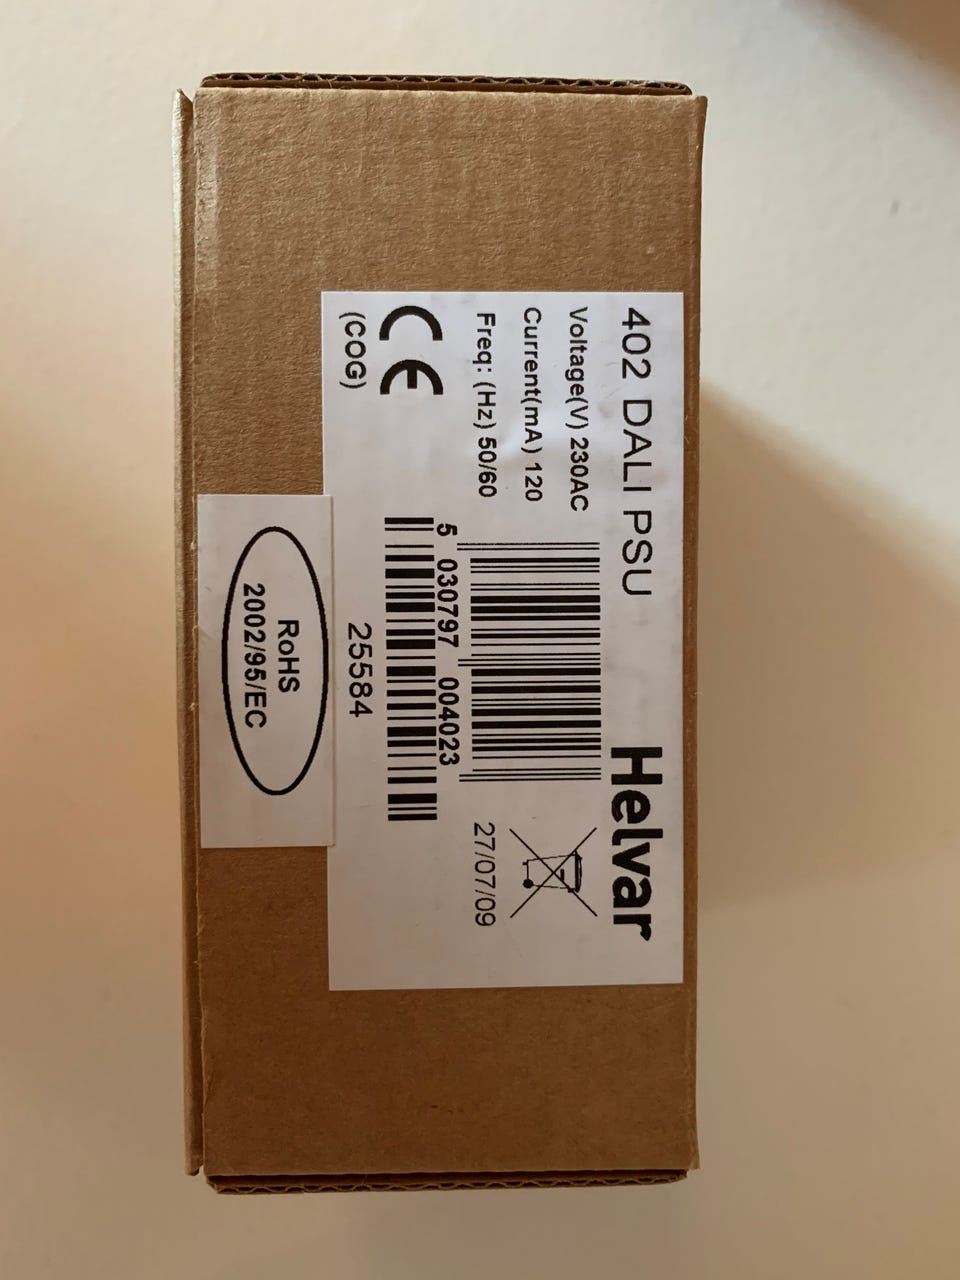 402 DALI PSU
Helvar
Voltage(V) 230AC
Current(mA) 120
Freq: (Hz) 50/60
5 030797 004023
27/07/09
CE
(COG)
25584
RoHS
2002/95/EC